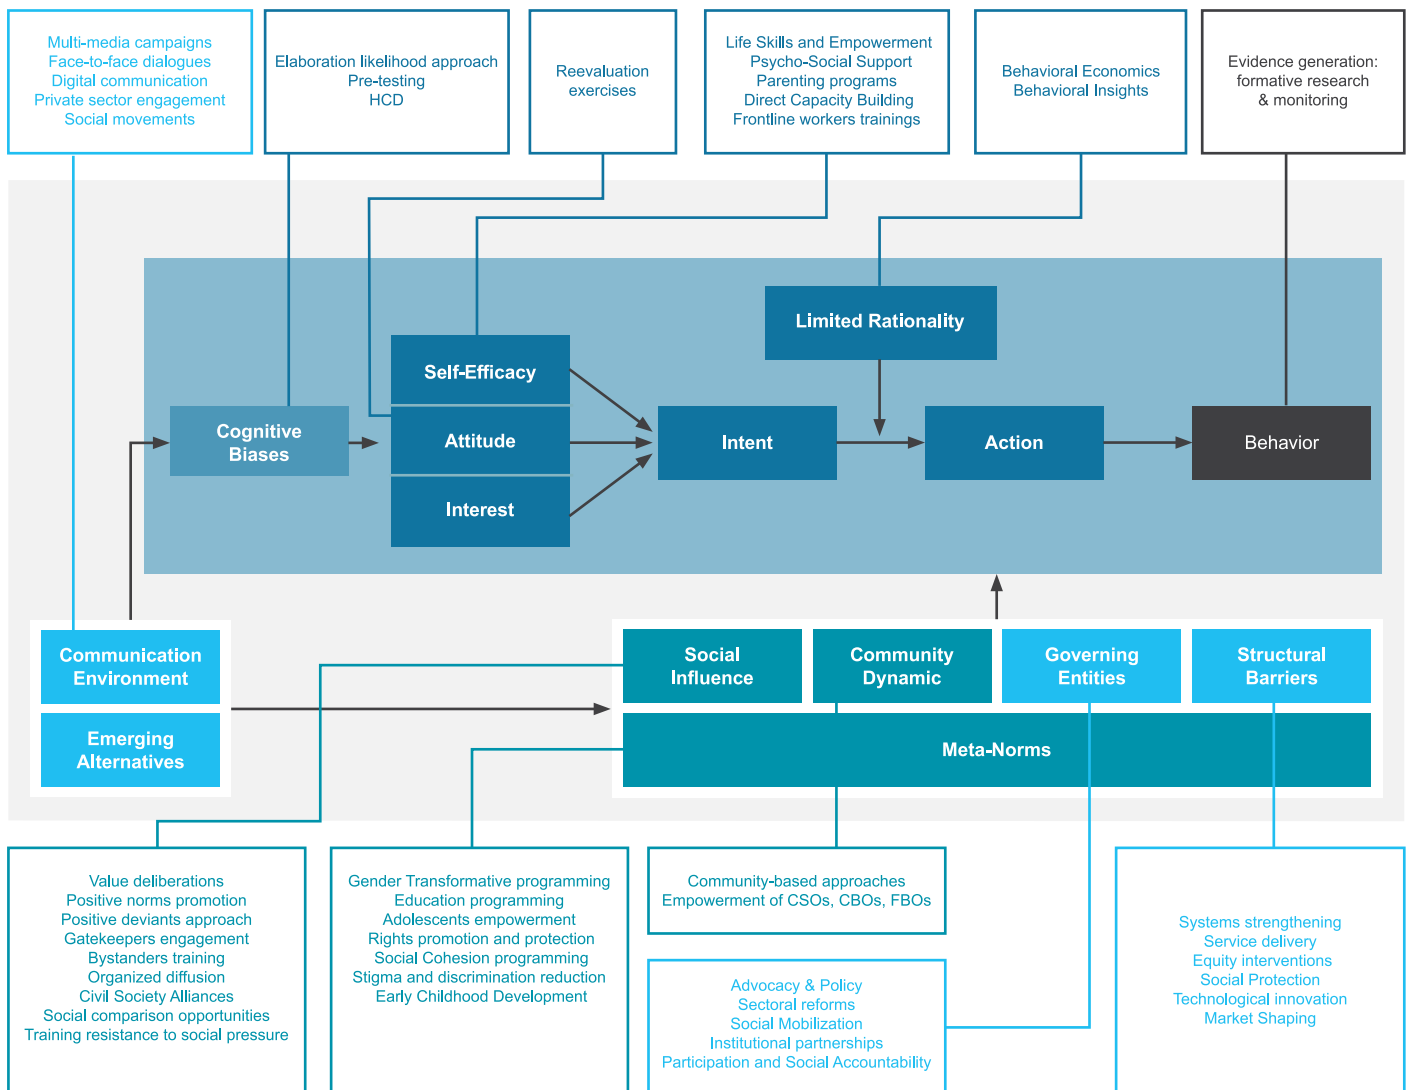 Multi-media campaigns
Face-to-face dialogues
Digital communication
Private sector engagement
Social movements
Elaboration likelihood approach
Pre-testing
HCD
Reevaluation
exercises
Life Skills and Empowerment
Psycho-Social Support
Parenting programs
Direct Capacity Building
Frontline workers trainings
Behavioral Economics
Behavioral Insights
Evidence generation:
formative research
& monitoring
Limited Rationality
Self-Efficacy
Cognitive
Biases
Attitude
Intent
Action
Behavior
Interest
Communication
Environment
Emerging
Alternatives
Social
Influence
Community
Dynamic
Governing
Entities
Structural
Barriers
Meta-Norms
Value deliberations
Positive norms promotion
Positive deviants approach
Gatekeepers engagement
Bystanders training
Organized diffusion
Civil Society Alliances
Social comparison opportunities
Training resistance to social pressure
Gender Transformative programming
Education programming
Adolescents empowerment
Rights promotion and protection
Social Cohesion programming
Stigma and discrimination reduction
Early Childhood Development
Community-based approaches
Empowerment of CSOs, CBOs, FBOs
Advocacy & Policy
Sectoral reforms
Social Mobilization
Institutional partnerships
Participation and Social Accountability
Systems strengthening
Service delivery
Equity interventions
Social Protection
Technological innovation
Market Shaping